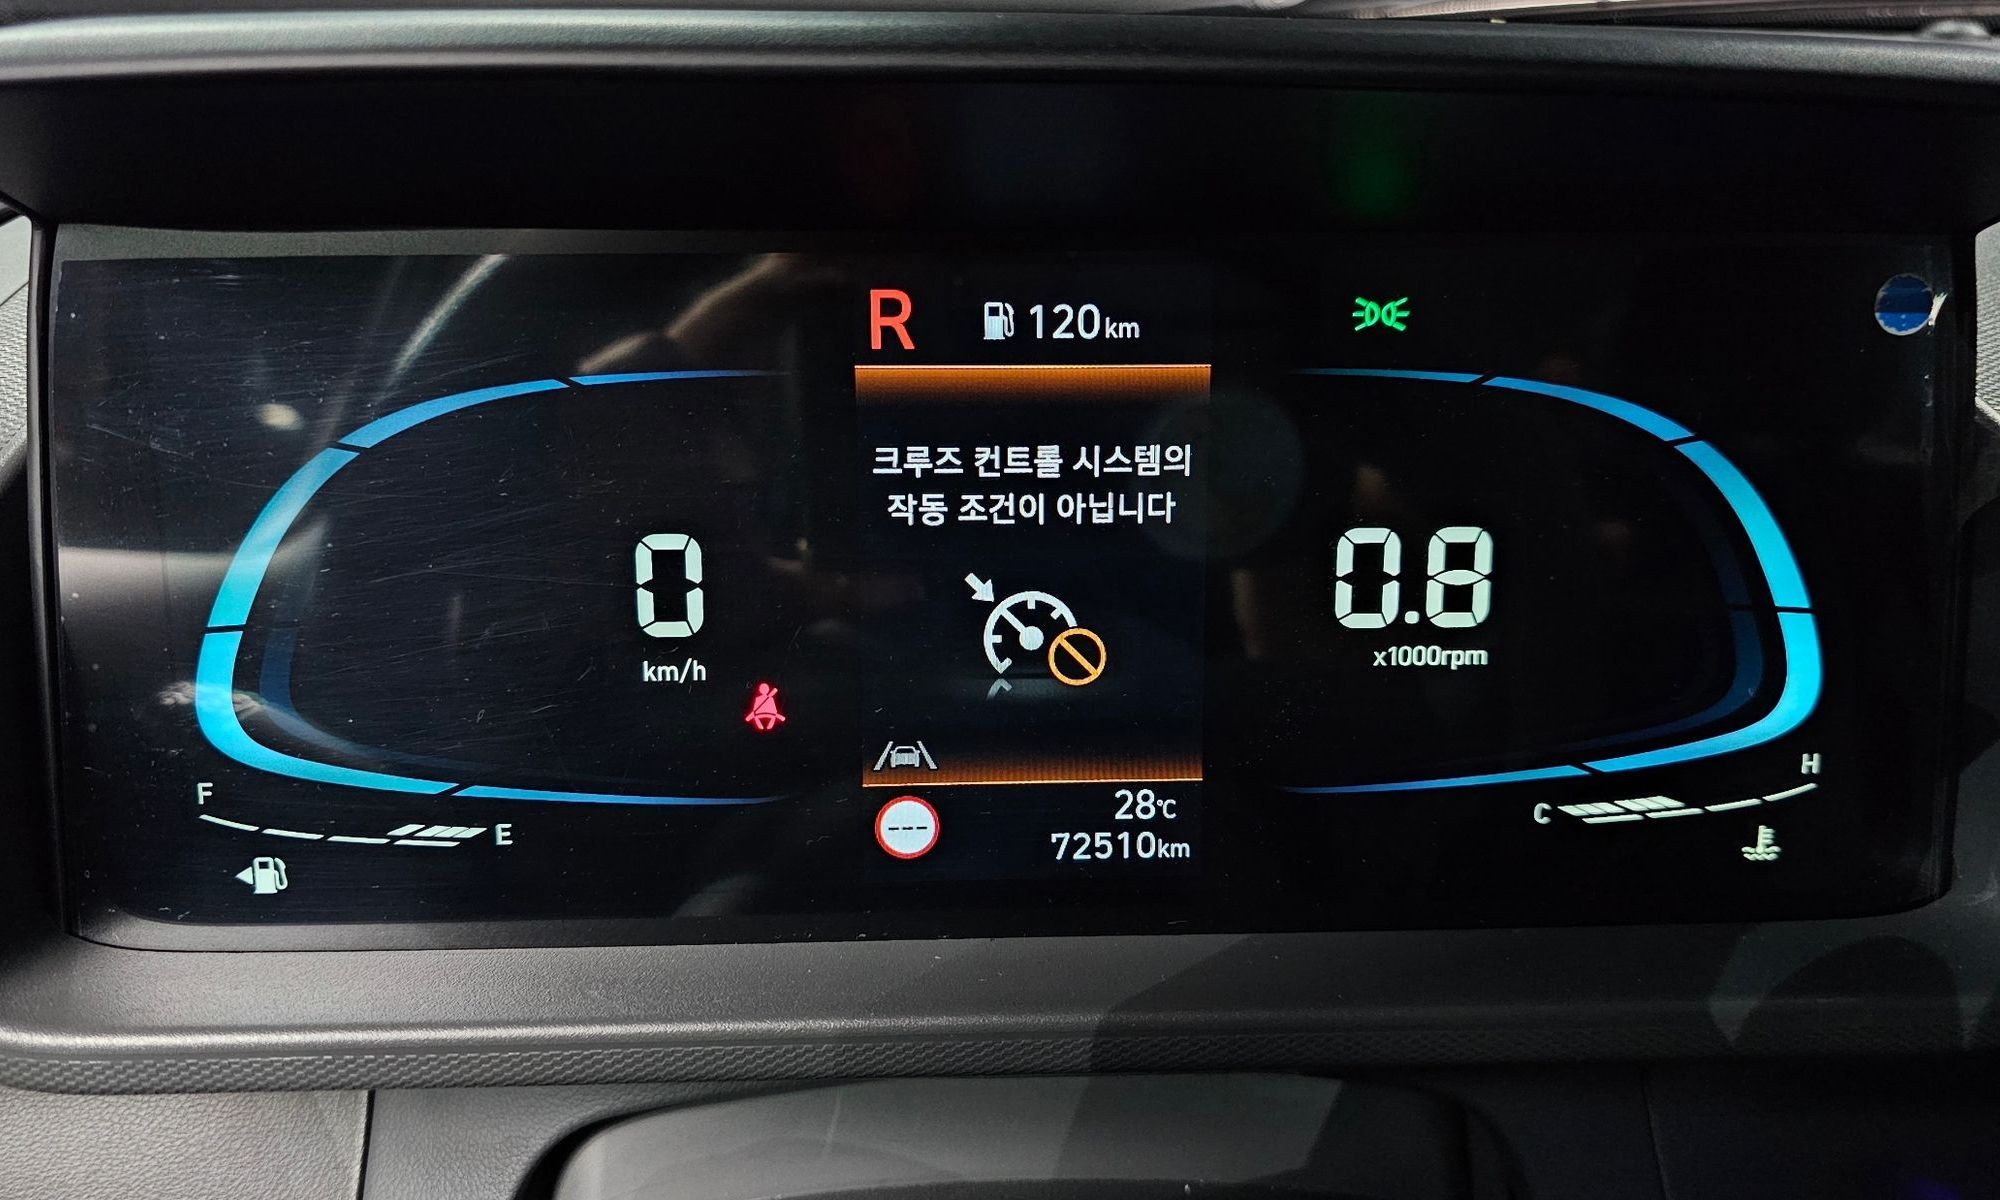 R 120km
크루즈 컨트롤 시스템의
작동 조건이 아닙니다
0
km/h
0.8
x1000rpm
F
E
---
28℃
72510km
C
H